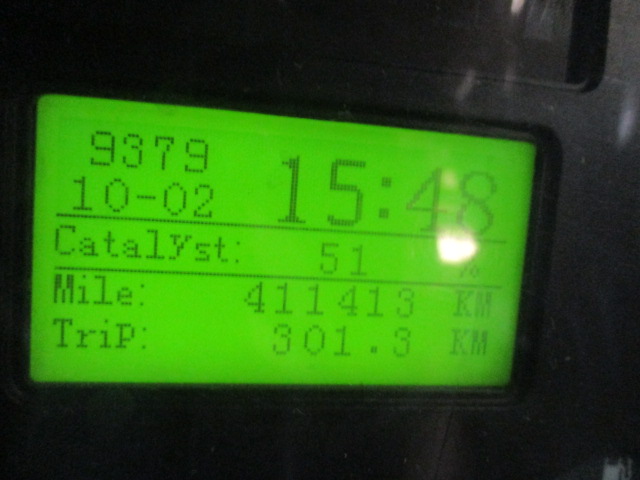 9379
10-02 15:48
Catalyst: 51 %
Mile: 411413 KM
TriP: 301.3 KM